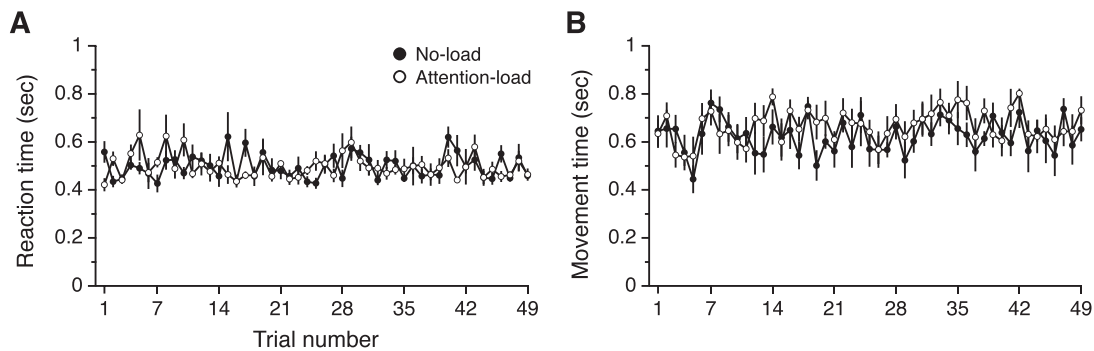 A
Reaction time (sec)
1
0.8
0.6
0.4
0.2
0
No-load
Attention-load
1 7 14 21 28 35 42 49
Trial number
B
Movement time (sec)
1
0.8
0.6
0.4
0.2
0
1 7 14 21 28 35 42 49